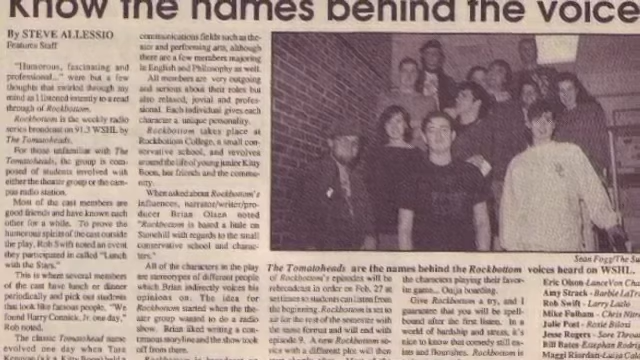 Know the names behind the voice
By STEVE ALLESSIO
Features Staff
"Humorous, fascinating and
professional..." were but a few
thoughts that swirled through my
mind as I listened intently to a read
through of Rockbottom.
Rockbottom is the weekly radio
series broadcast on 91.3 WSHL by
The Tomatoheads.
For those unfamiliar with The
Tomatoheads, the group is com-
posed of students involved with
either the theater group or the cam-
pus radio station.
Most of the cast members are
good friends and have known each
other for a while. To prove the
humorous spirits of the cast outside
the play, Rob Swift noted an event
they participated in called "Lunch
with the Stars."
This is when several members
of the cast have lunch or dinner
periodically and pick out students
that look like famous people. "We
found Harry Connick, Jr. one day,"
Rob noted.
The classic Tomatohead name
evolved one day when Tara
communications fields such as the-
ater and performing arts, although
there are a few members majoring
in English and Philosophy as well.
All members are very outgoing
and serious about their roles but
also relaxed, jovial and profes-
sional. Each individual gives each
character a unique personality.
Rockbottom takes place at
Rockbottom College, a small con-
servative school, and revolves
around the life of young junior Kitty
Boten, his friends and the commu-
nity.
When asked about Rockbottom's
influences, narrator/writer/pro-
ducer Brian Olsen noted
"Rockbottom is based a bule on
Stonehill with regards to the small
conservative school and charac-
ters."
All of the characters in the play
are stereotypes of different people
which Brian indirectly voices his
opinions on. The idea for
Rockbottom started when the the-
ater group wanted to do a radio
show. Brian liked writing a con-
tinuous storyline and the show took
off from there.
Sean Fogg/The Su
The Tomatoheads are the names behind the Rockbottom voices heard on WSHL.
of Rockbottom's episodes will be
rebroadcast in order on Feb. 27 at
set times so students can listen from
the beginning. Rockbottom is set to
air for the rest of the semester with
the same format and will end with
episode 9. A new Rockbottom se-
ries with a different plot will then
the characters playing their favor-
ite game... Ouija boarding.
Give Rockbottom a try, and I
guarantee that you will be spell-
bound after the first listen. In a
world of hardship and strain, it's
nice to know that comedy still ex-
ists and flourishes. Rockbottom is
Eric Olson-
Amy Strack -
Rob Swift - Larry
Mike Fulham - Chris
Julie Foet -
Jesse Rogers -
Bill Bates